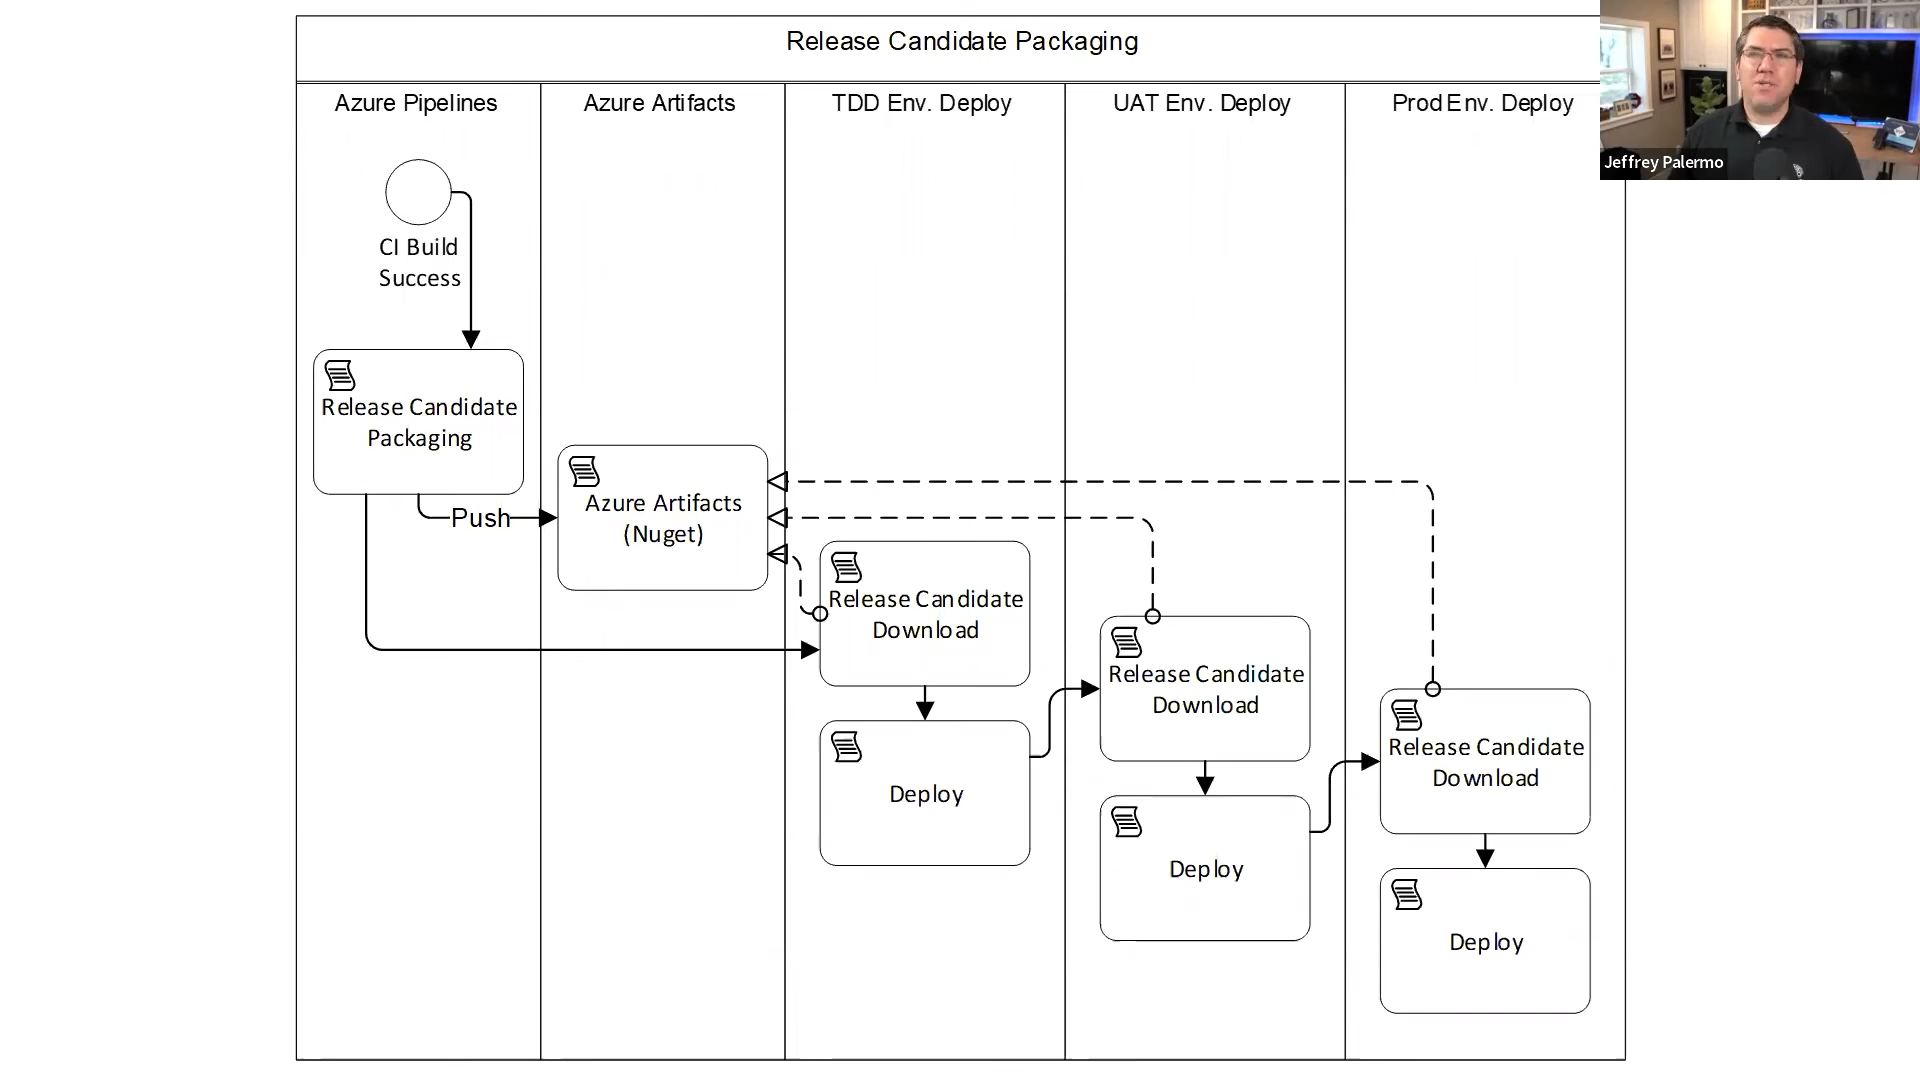 Release Candidate Packaging
Azure Pipelines
Azure Artifacts
TDD Env. Deploy
UAT Env. Deploy
Prod Env. Deploy
Jeffrey Palermo
CI Build
Success
Release Candidate
Packaging
Push
Azure Artifacts
(Nuget)
Release Candidate
Download
Deploy
Release Candidate
Download
Deploy
Release Candidate
Download
Deploy